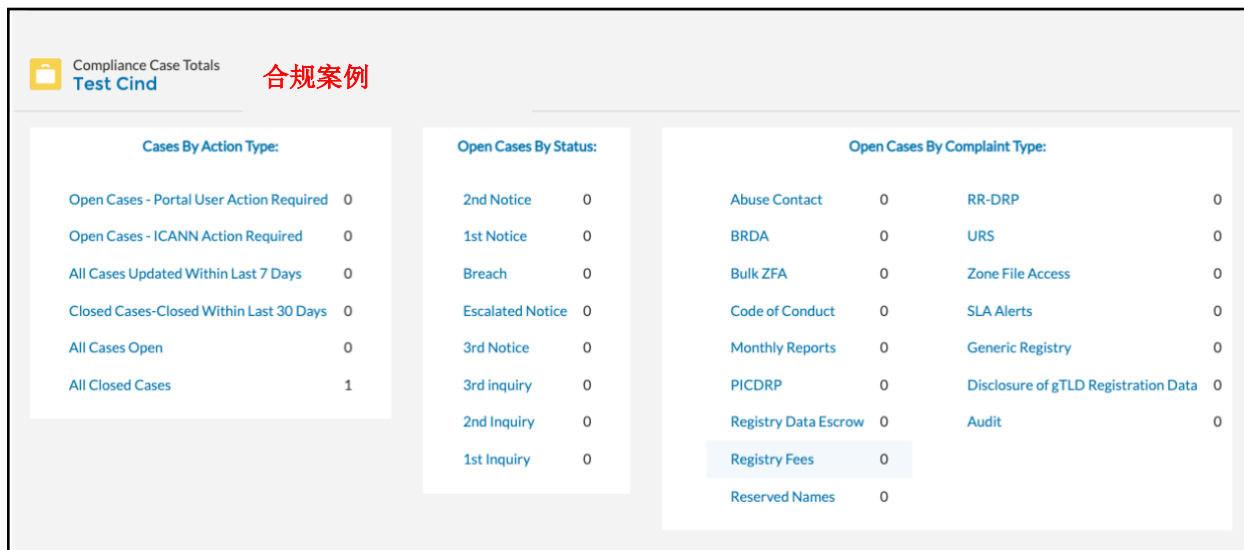 Compliance Case Totals
Test Cind
合规案例
Cases By Action Type:
Open Cases - Portal User Action Required 0
Open Cases - ICANN Action Required 0
All Cases Updated Within Last 7 Days 0
Closed Cases-Closed Within Last 30 Days 0
All Cases Open 0
All Closed Cases 1
Open Cases By Status:
2nd Notice 0
1st Notice 0
Breach 0
Escalated Notice 0
3rd Notice 0
3rd inquiry 0
2nd Inquiry 0
1st Inquiry 0
Open Cases By Complaint Type:
Abuse Contact 0 RR-DRP 0
BRDA 0 URS 0
Bulk ZFA 0 Zone File Access 0
Code of Conduct 0 SLA Alerts 0
Monthly Reports 0 Generic Registry 0
PICDRP 0 Disclosure of gTLD Registration Data 0
Registry Data Escrow 0 Audit 0
Registry Fees 0
Reserved Names 0